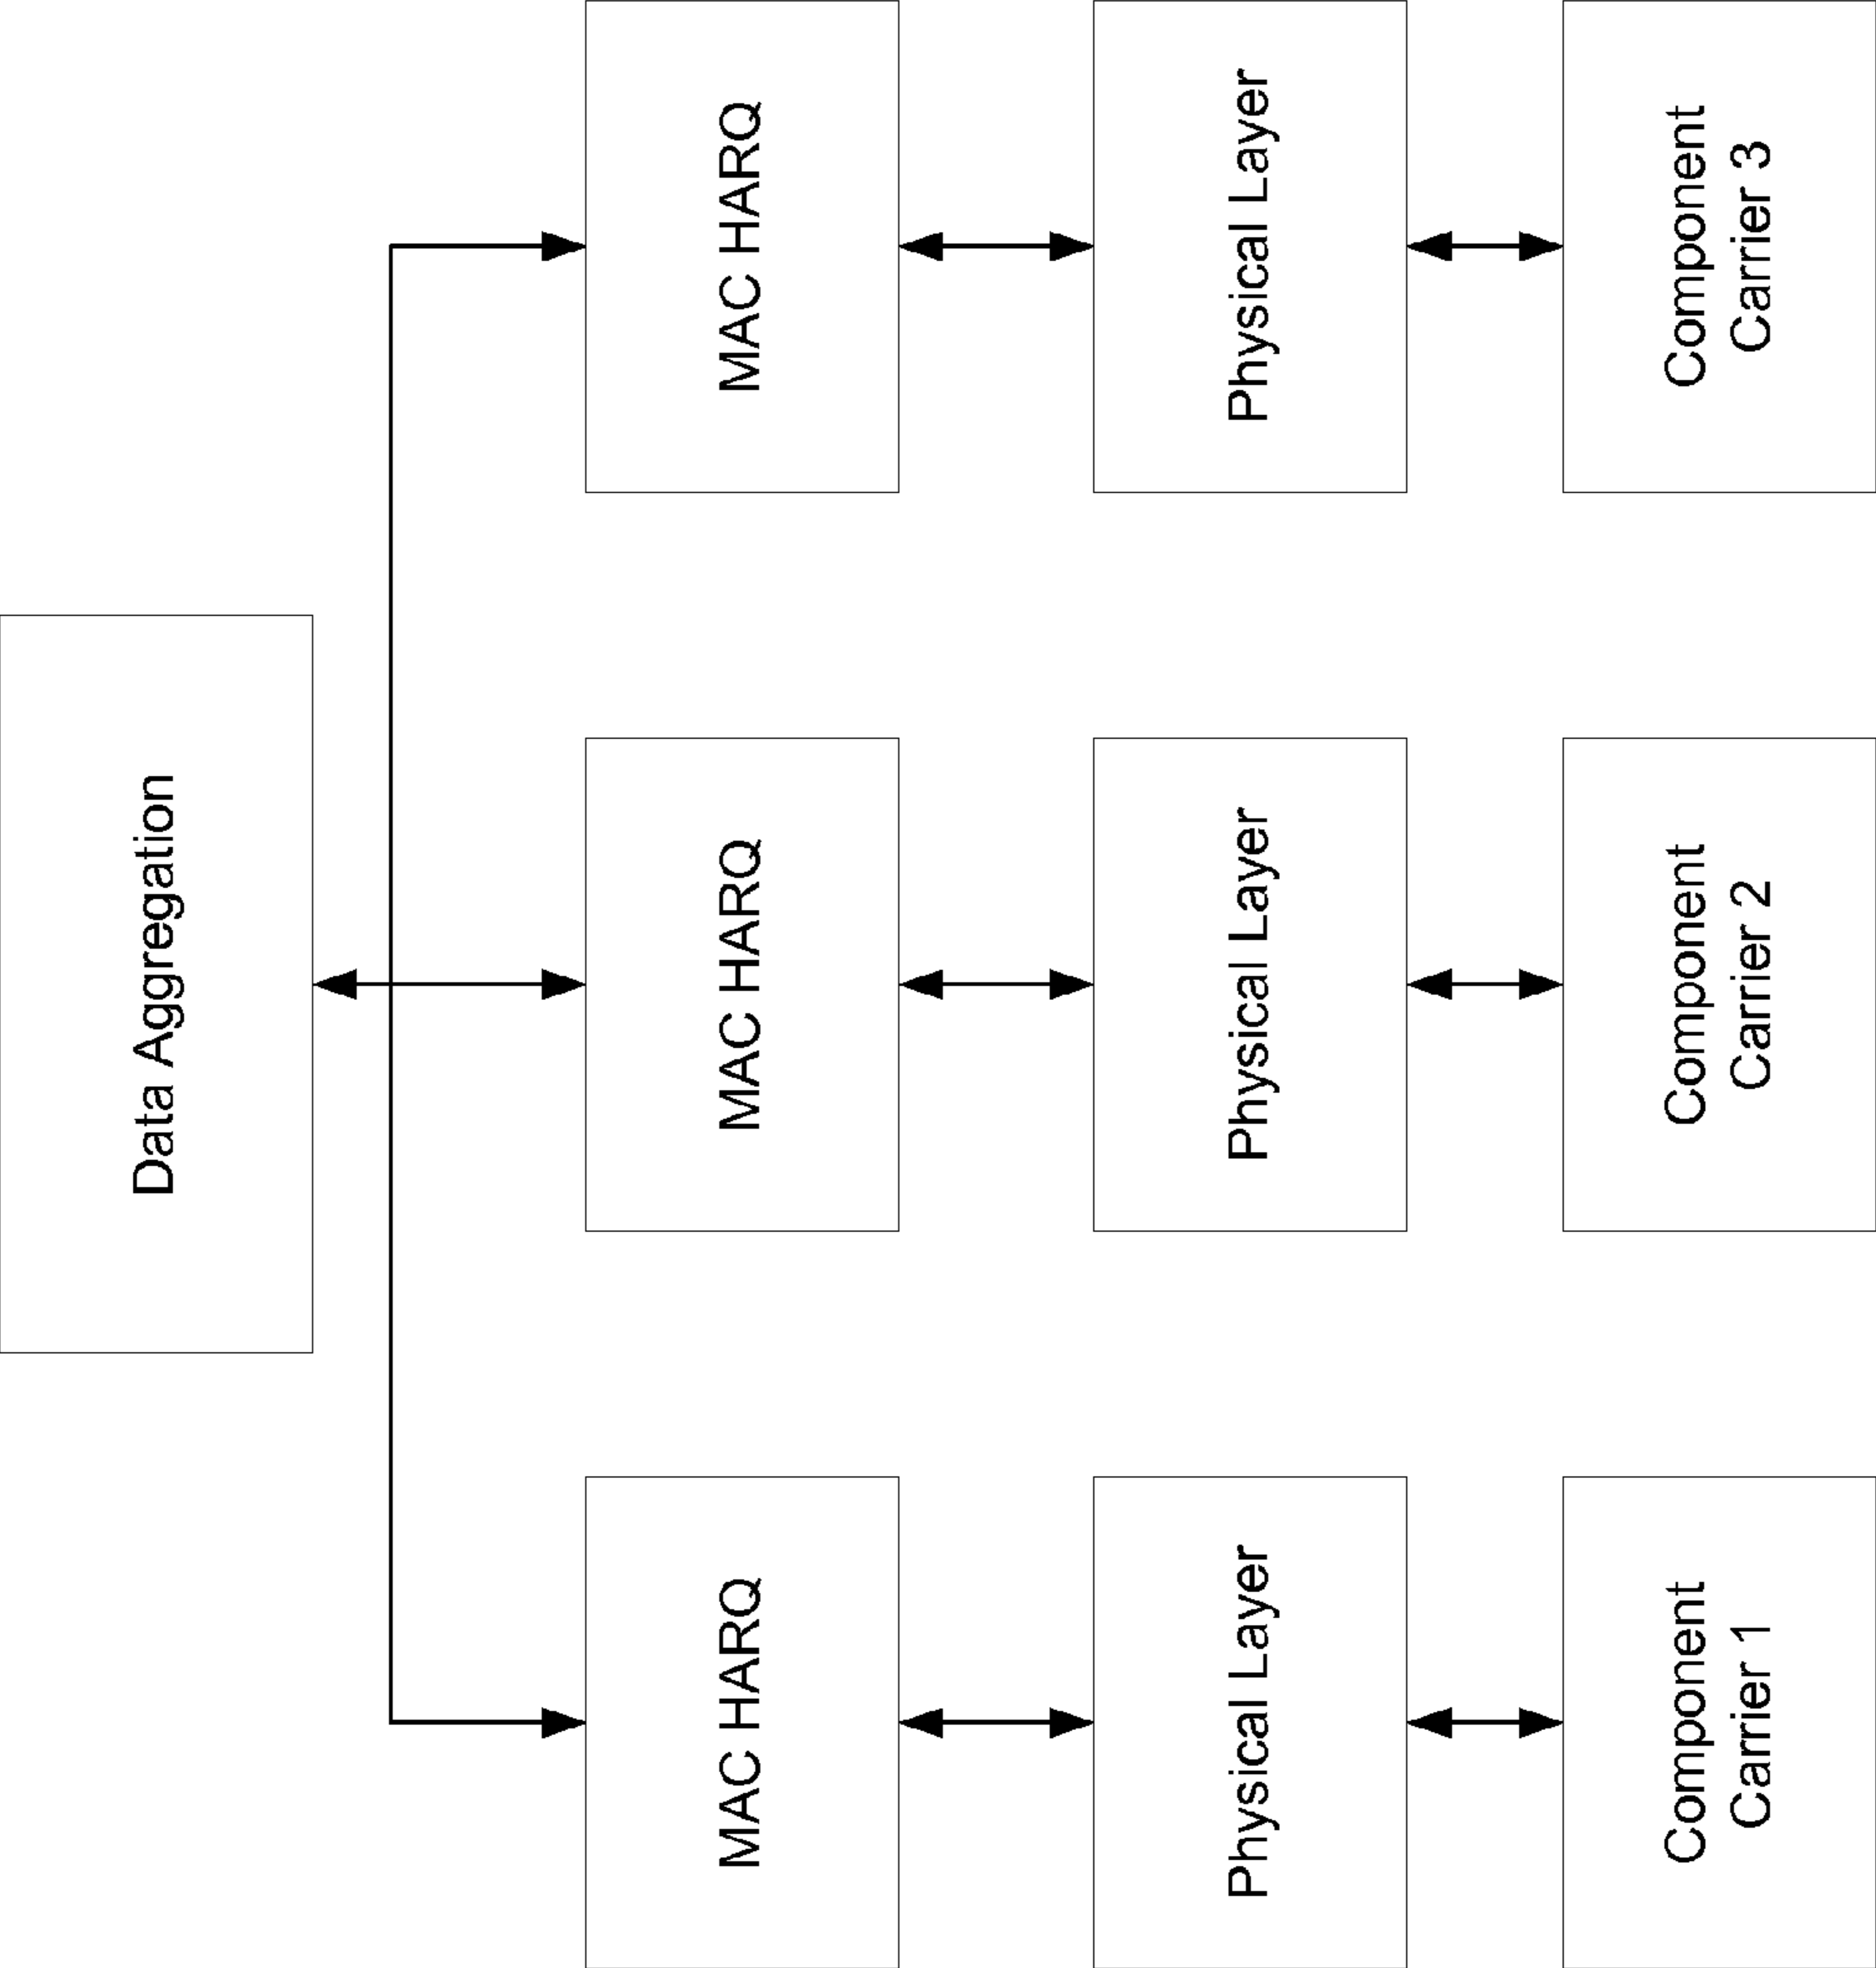 Data Aggregation
MAC HARQ
MAC HARQ
MAC HARQ
Physical Layer
Physical Layer
Physical Layer
Component
Carrier 1
Component
Carrier 2
Component
Carrier 3